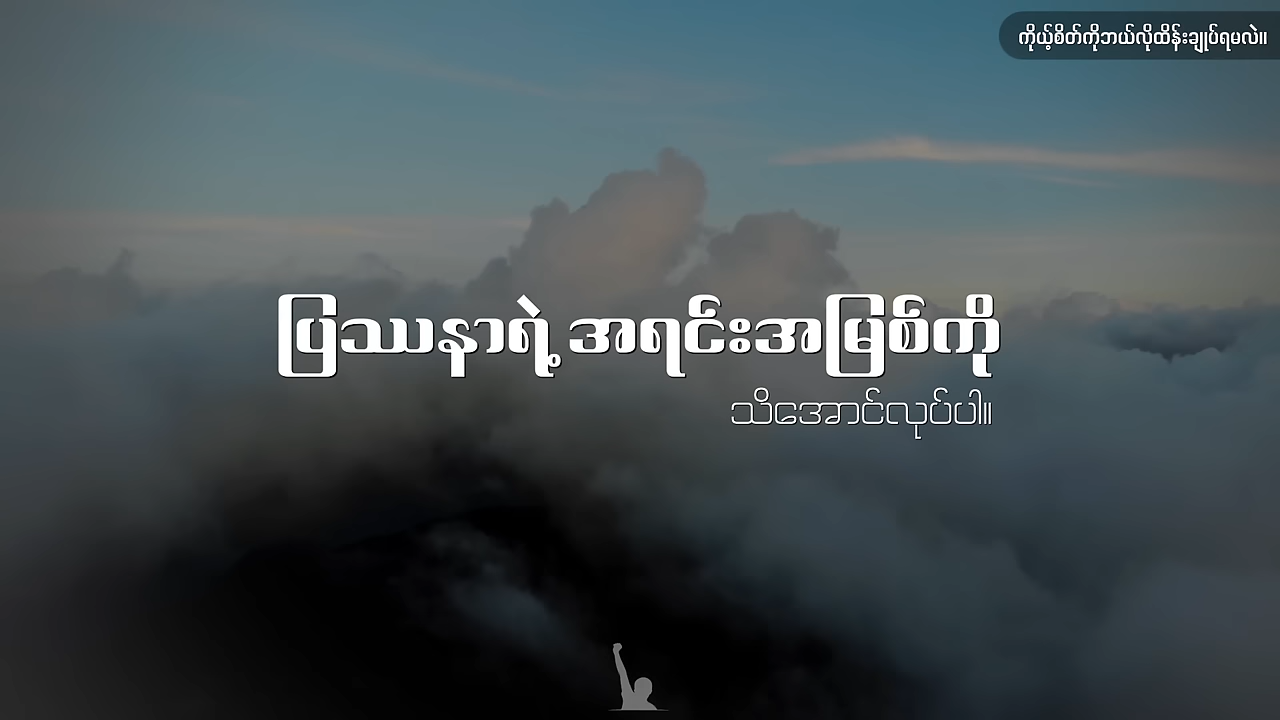 ကိုယ့်စိတ်ကိုဘယ်လိုထိန်းချုပ်ရမလဲ။
ပြဿနာရဲ့ အရင်းအမြစ်ကို
သိအောင်လုပ်ပါ။